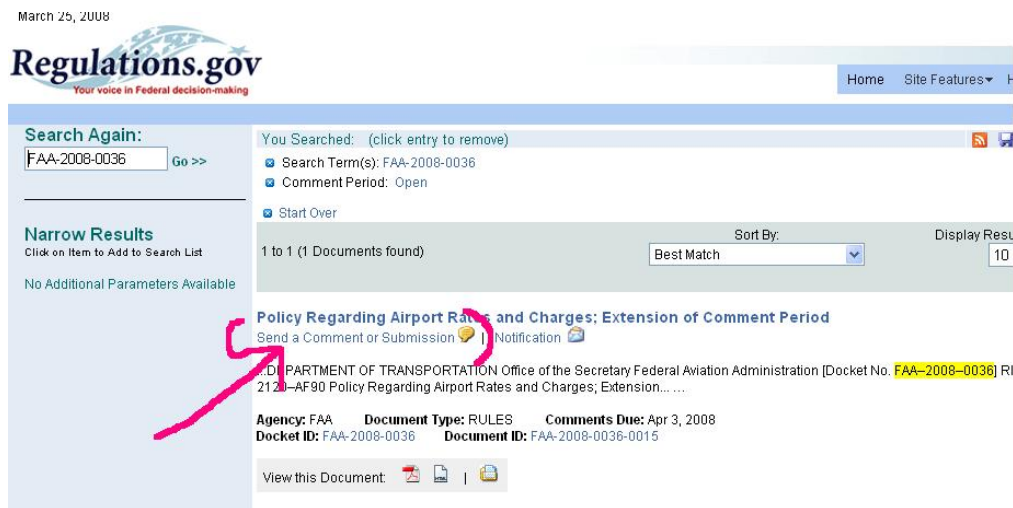 March 25, 2008
Regulations.gov
Your voice in Federal decision-making
Home Site Features
Search Again:
FAA-2008-0036 Go >>
Narrow Results
Click on Item to Add to Search List
No Additional Parameters Available
You Searched: (click entry to remove)
Search Term(s): FAA-2008-0036
Comment Period: Open
Start Over
1 to 1 (1 Documents found)
Sort By:
Best Match
Display Resu
10
Policy Regarding Airport Rates and Charges; Extension of Comment Period
Send a Comment or Submission | Notification
...DEPARTMENT OF TRANSPORTATION Office of the Secretary Federal Aviation Administration [Docket No. FAA–2008–0036] RI
2120–AF90 Policy Regarding Airport Rates and Charges; Extension... ...
Agency: FAA Document Type: RULES Comments Due: Apr 3, 2008
Docket ID: FAA-2008-0036 Document ID: FAA-2008-0036-0015
View this Document: |